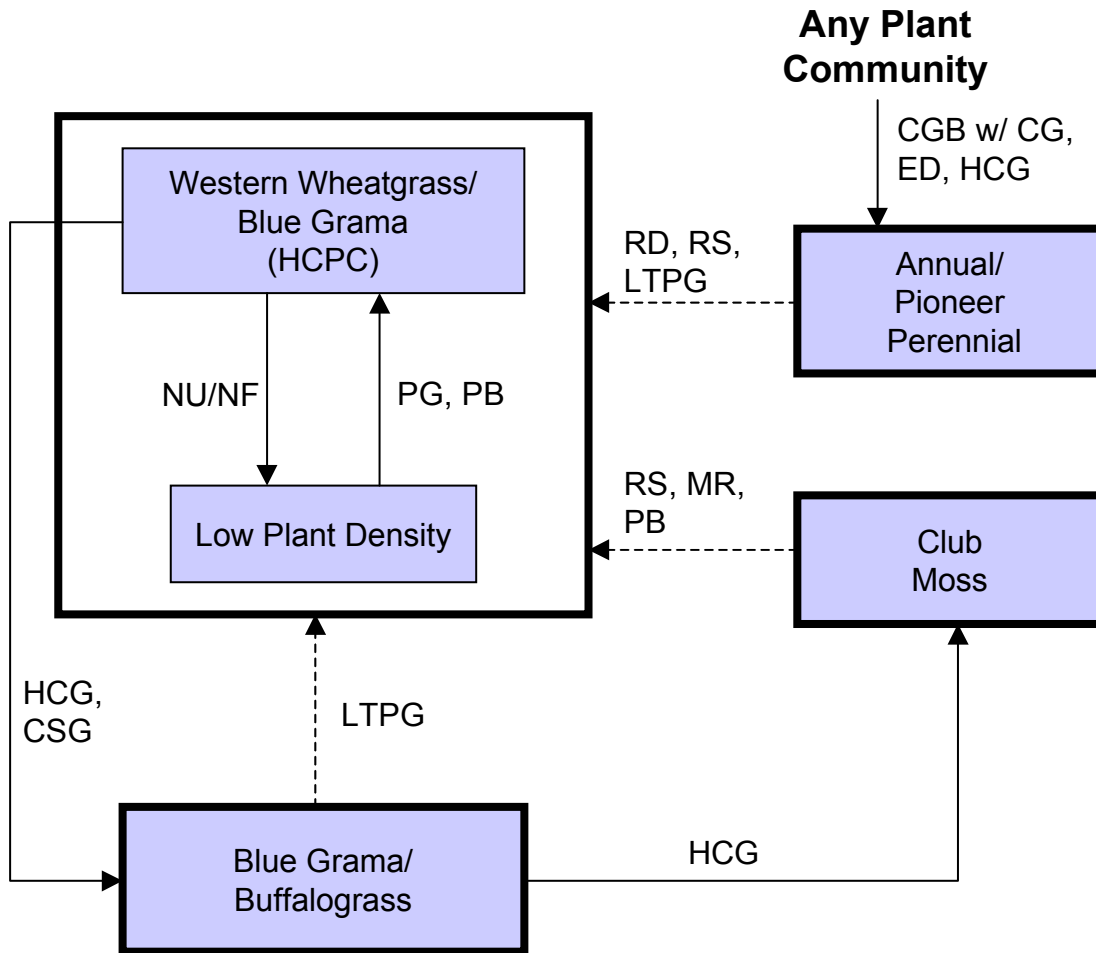 Any Plant
Community
CGB w/ CG,
ED, HCG
Western Wheatgrass/
Blue Grama
(HCPC)
RD, RS,
LTPG
Annual/
Pioneer
Perennial
NU/NF
PG, PB
RS, MR,
PB
Low Plant Density
Club
Moss
HCG,
CSG
LTPG
HCG
Blue Grama/
Buffalograss